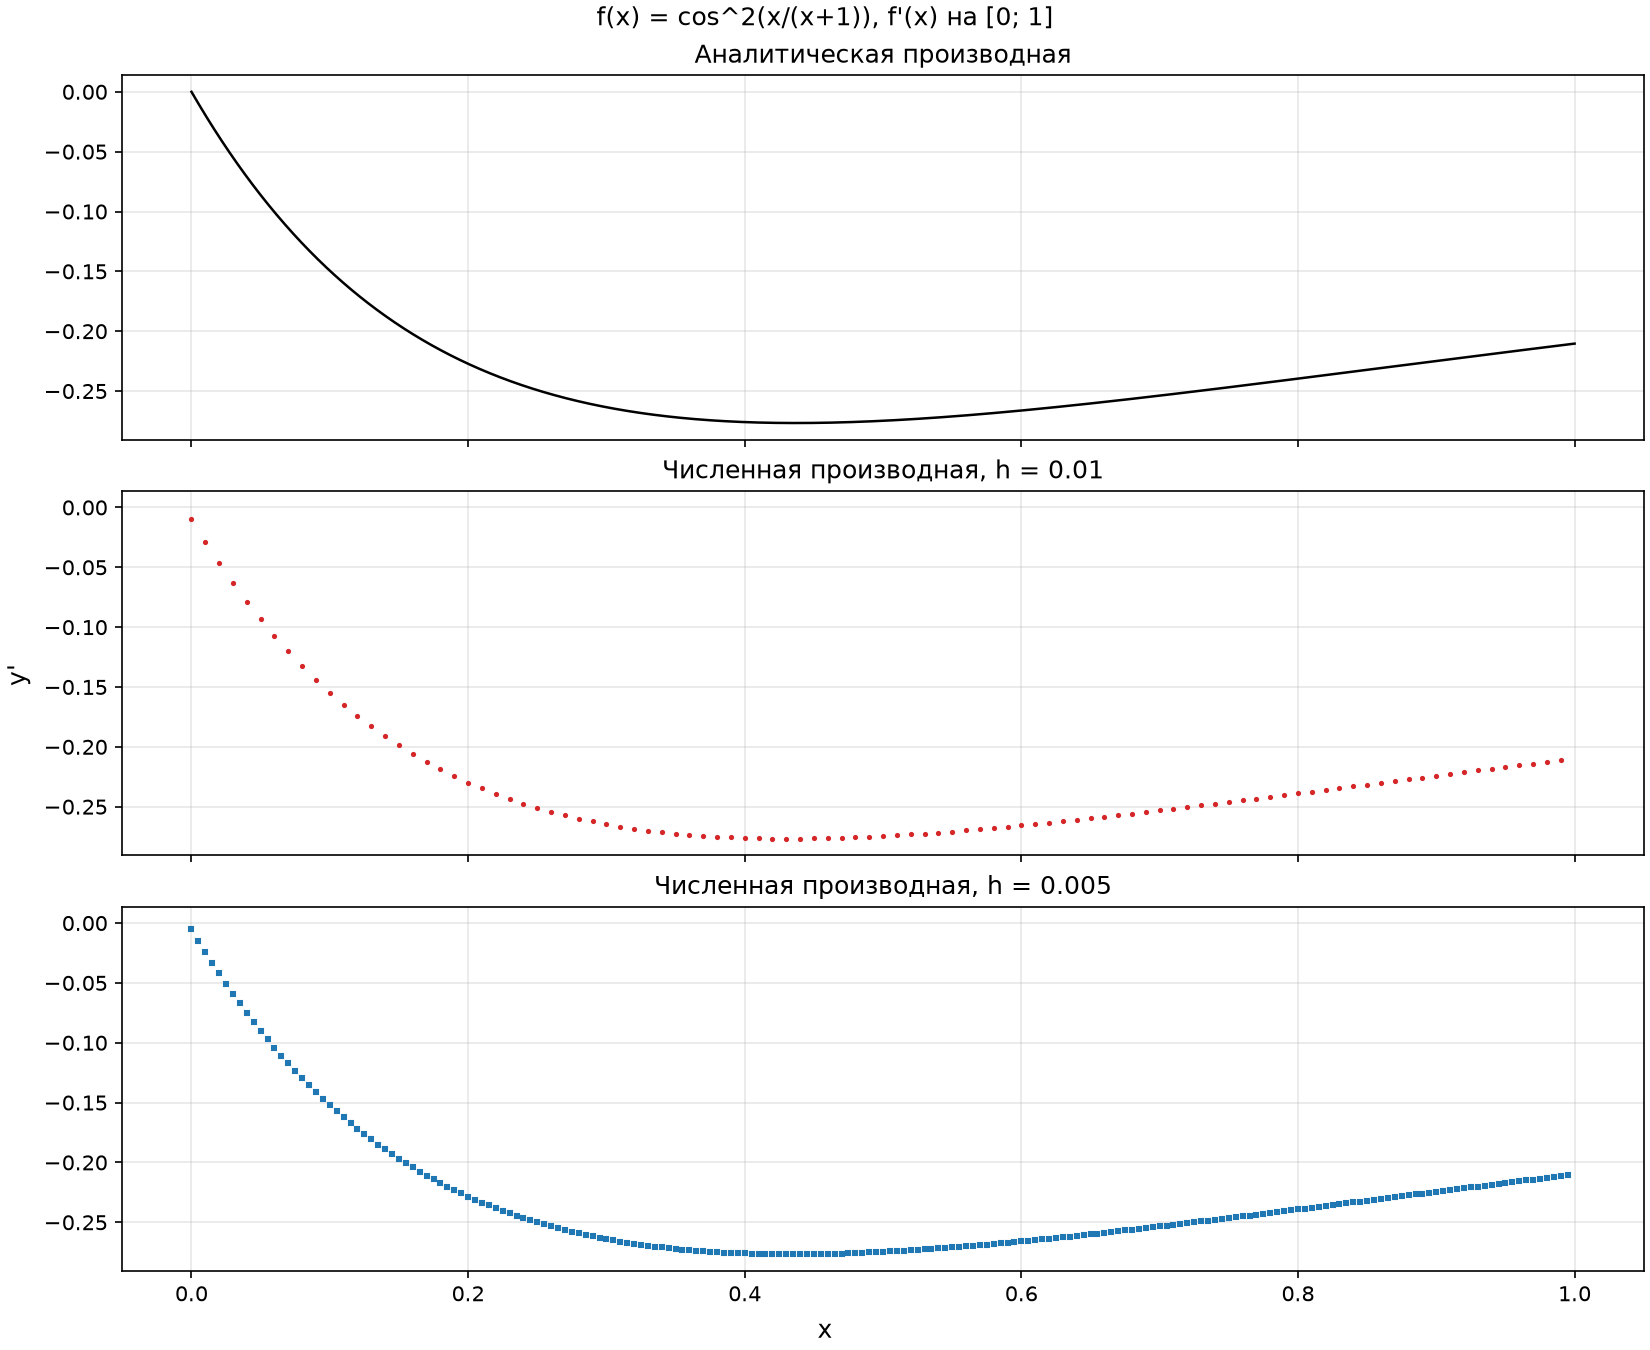 f(x) = cos^2(x/(x+1)), f'(x) на [0; 1]
Аналитическая производная
0.00
−0.05
−0.10
−0.15
−0.20
−0.25
Численная производная, h = 0.01
0.00
−0.05
−0.10
−0.15
−0.20
−0.25
y'
Численная производная, h = 0.005
0.00
−0.05
−0.10
−0.15
−0.20
−0.25
0.0 0.2 0.4 0.6 0.8 1.0
x